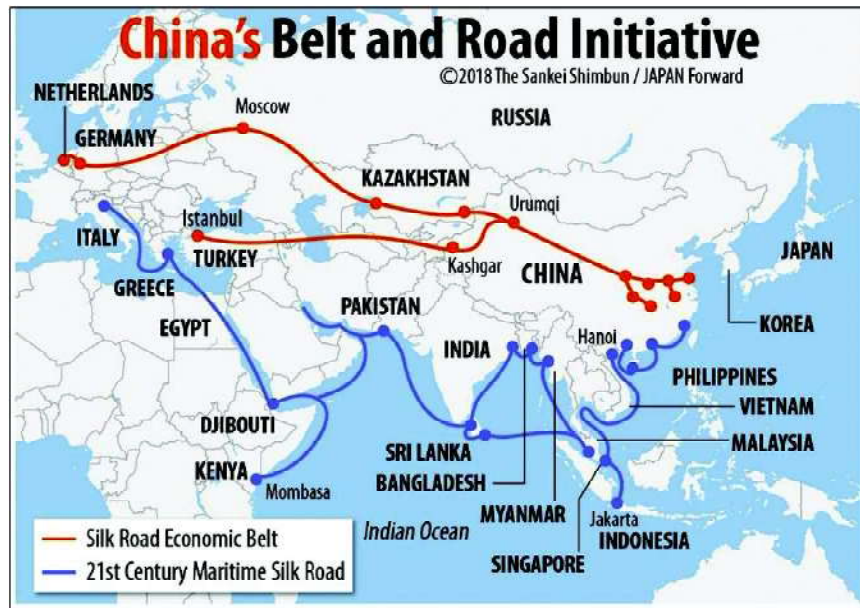 China's Belt and Road Initiative
©2018 The Sankei Shimbun / JAPAN Forward
NETHERLANDS
GERMANY
Moscow
RUSSIA
KAZAKHSTAN
Urumqi
Istanbul
ITALY
TURKEY
Kashgar
CHINA
JAPAN
GREECE
EGYPT
PAKISTAN
INDIA
Hanoi
KOREA
PHILIPPINES
VIETNAM
DJIBOUTI
SRI LANKA
MALAYSIA
KENYA
Mombasa
BANGLADESH
MYANMAR
Jakarta
INDONESIA
Indian Ocean
SINGAPORE
Silk Road Economic Belt
21st Century Maritime Silk Road